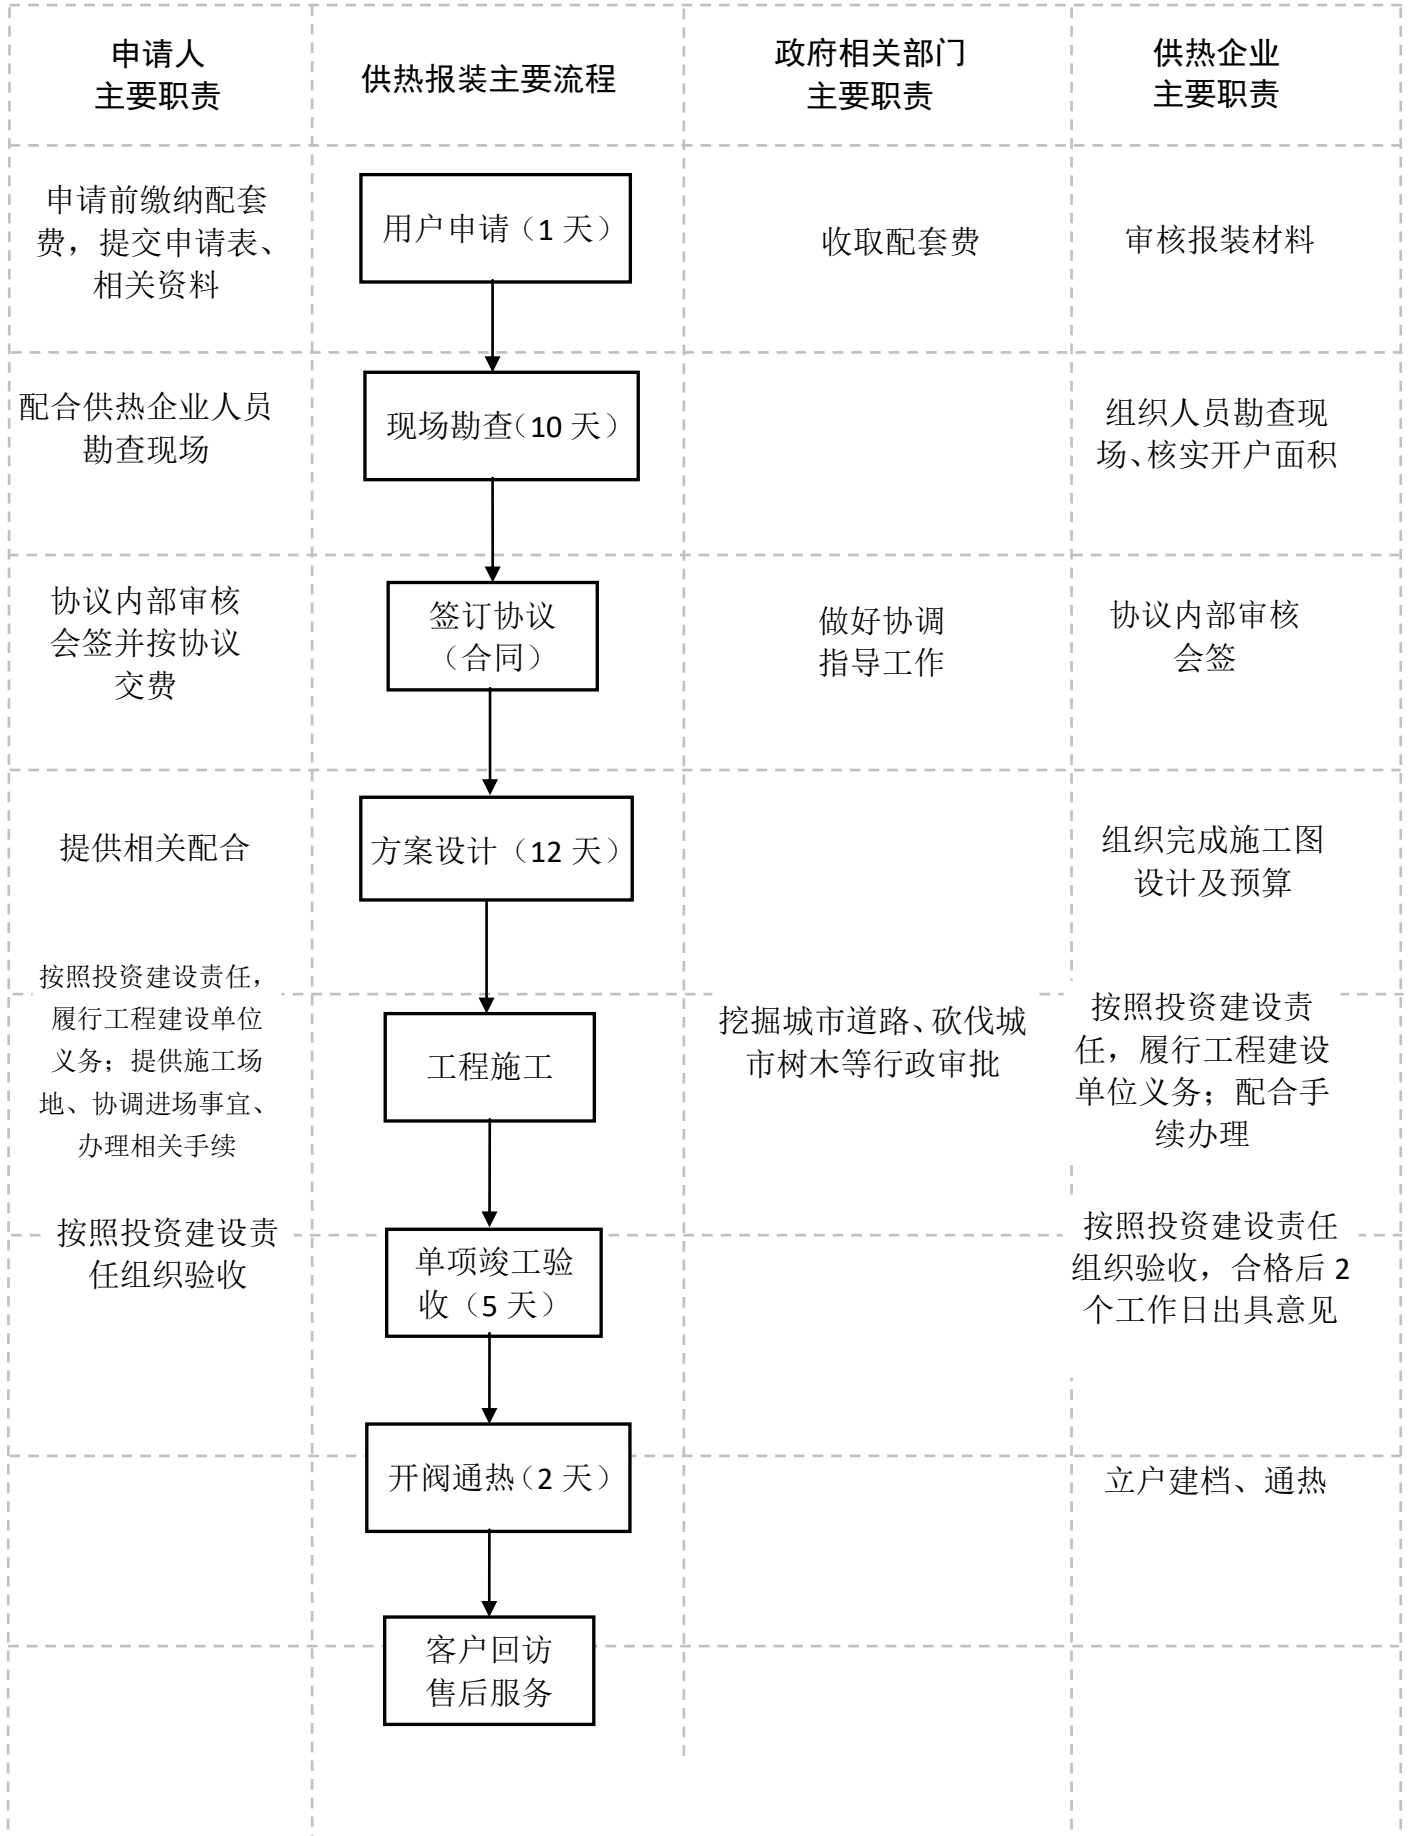 申请人
主要职责
供热报装主要流程
政府相关部门
主要职责
供热企业
主要职责
申请前缴纳配套
费，提交申请表、
相关资料
用户申请（1 天）
收取配套费
审核报装材料
配合供热企业人员
勘查现场
现场勘查（10 天）
组织人员勘查现
场、核实开户面积
协议内部审核
会签并按协议
交费
签订协议
（合同）
做好协调
指导工作
协议内部审核
会签
提供相关配合
方案设计（12 天）
组织完成施工图
设计及预算
按照投资建设责任，
履行工程建设单位
义务；提供施工场
地、协调进场事宜、
办理相关手续
工程施工
挖掘城市道路、砍伐城
市树木等行政审批
按照投资建设责
任，履行工程建设
单位义务；配合手
续办理
按照投资建设责
任组织验收
单项竣工验
收（5 天）
按照投资建设责任
组织验收，合格后 2
个工作日出具意见
开阀通热（2 天）
立户建档、通热
客户回访
售后服务